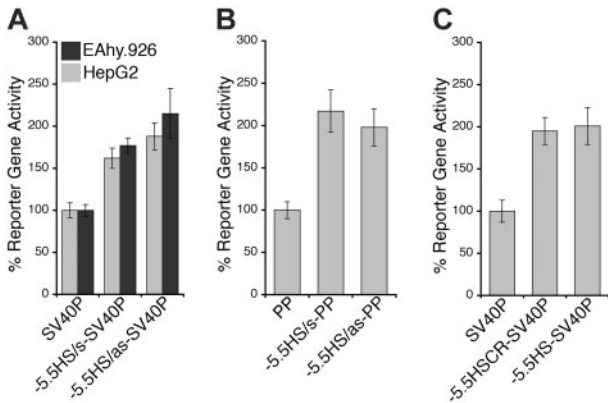 A
% Reporter Gene Activity
300
250
200
150
100
50
0
EAhy.926
HepG2
SV40P
-5.5HS/s-SV40P
-5.5HS/as-SV40P
B
% Reporter Gene Activity
300
250
200
150
100
50
0
PP
-5.5HS/s-PP
-5.5HS/as-PP
C
% Reporter Gene Activity
300
250
200
150
100
50
0
SV40P
-5.5HSCR-SV40P
-5.5HS-SV40P